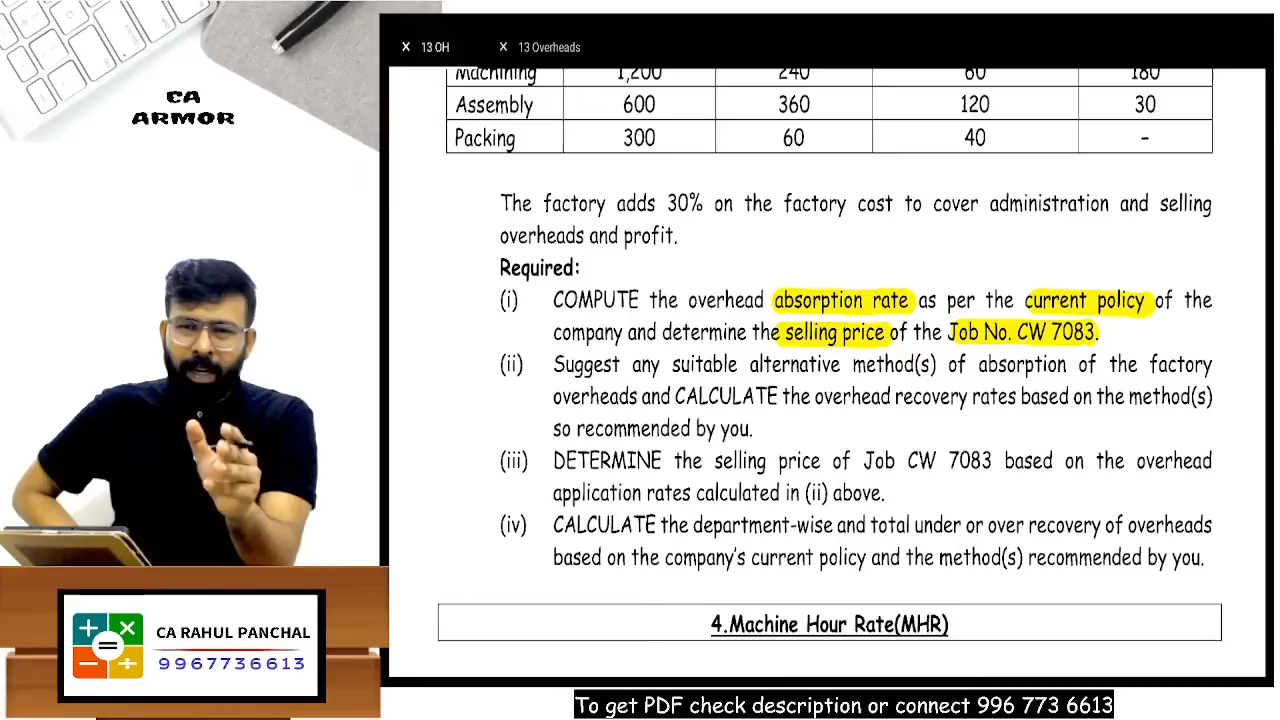 CA
ARMOR
× 13 OH × 13 Overheads
Machining 1,200 240 60 180
Assembly 600 360 120 30
Packing 300 60 40 -
The factory adds 30% on the factory cost to cover administration and selling
overheads and profit.
Required:
(i) COMPUTE the overhead absorption rate as per the current policy of the
company and determine the selling price of the Job No. CW 7083.
(ii) Suggest any suitable alternative method(s) of absorption of the factory
overheads and CALCULATE the overhead recovery rates based on the method(s)
so recommended by you.
(iii) DETERMINE the selling price of Job CW 7083 based on the overhead
application rates calculated in (ii) above.
(iv) CALCULATE the department-wise and total under or over recovery of overheads
based on the company's current policy and the method(s) recommended by you.
4.Machine Hour Rate(MHR)
CA RAHUL PANCHAL
9967736613
To get PDF check description or connect 996 773 6613